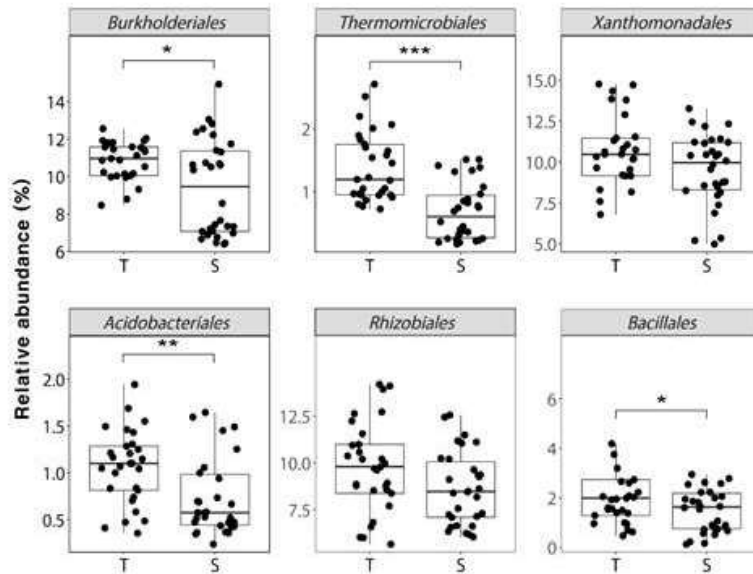 Relative abundance (%)
Burkholderiales
*
14
12
10
8
6
T S
Thermomicrobiales
***
2
1
T S
Xanthomonadales
15.0
12.5
10.0
7.5
5.0
T S
Acidobacteriales
**
2.0
1.5
1.0
0.5
T S
Rhizobiales
12.5
10.0
7.5
T S
Bacillales
*
6
4
2
0
T S